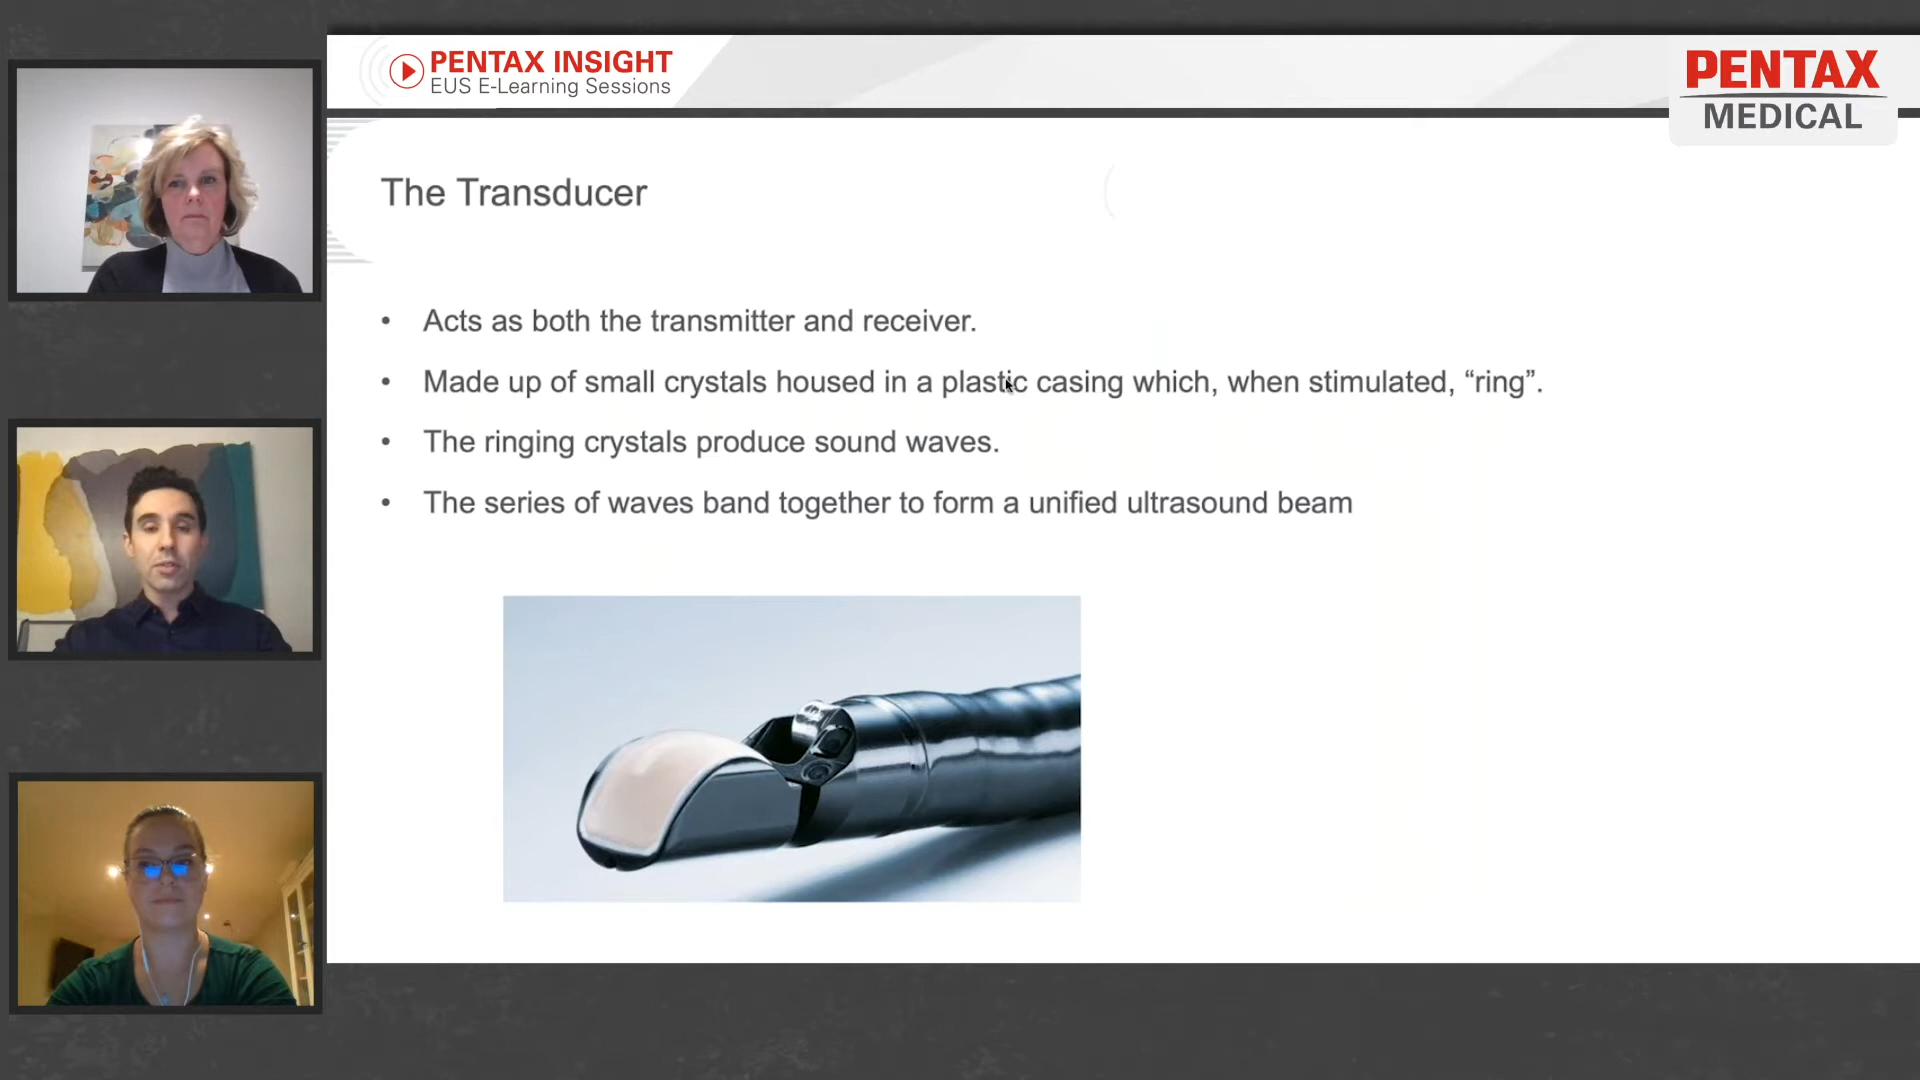 PENTAX INSIGHT
EUS E-Learning Sessions
PENTAX
MEDICAL
The Transducer
• Acts as both the transmitter and receiver.
• Made up of small crystals housed in a plastic casing which, when stimulated, “ring”.
• The ringing crystals produce sound waves.
• The series of waves band together to form a unified ultrasound beam